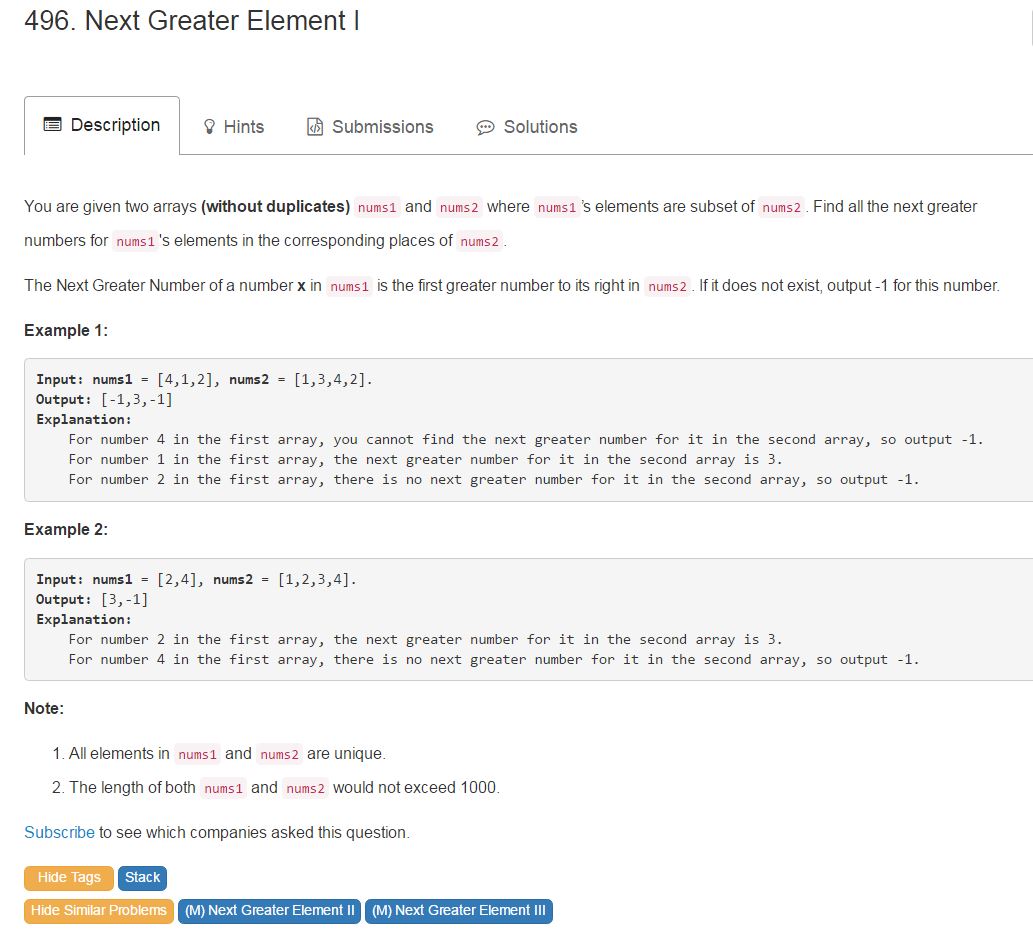 496. Next Greater Element I
Description Hints Submissions Solutions
You are given two arrays (without duplicates) nums1 and nums2 where nums1's elements are subset of nums2. Find all the next greater
numbers for nums1's elements in the corresponding places of nums2.
The Next Greater Number of a number x in nums1 is the first greater number to its right in nums2. If it does not exist, output -1 for this number.
Example 1:
Input: nums1 = [4,1,2], nums2 = [1,3,4,2].
Output: [-1,3,-1]
Explanation:
For number 4 in the first array, you cannot find the next greater number for it in the second array, so output -1.
For number 1 in the first array, the next greater number for it in the second array is 3.
For number 2 in the first array, there is no next greater number for it in the second array, so output -1.
Example 2:
Input: nums1 = [2,4], nums2 = [1,2,3,4].
Output: [3,-1]
Explanation:
For number 2 in the first array, the next greater number for it in the second array is 3.
For number 4 in the first array, there is no next greater number for it in the second array, so output -1.
Note:
1. All elements in nums1 and nums2 are unique.
2. The length of both nums1 and nums2 would not exceed 1000.
Subscribe to see which companies asked this question.
Hide Tags Stack
Hide Similar Problems (M) Next Greater Element II (M) Next Greater Element III